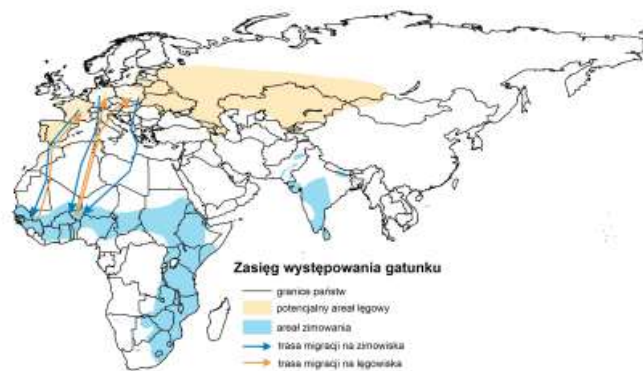 Zasięg występowania gatunku
granice państw
potencjalny areał lęgowy
areał zimowania
trasa migracji na zimowiska
trasa migracji na lęgowiska